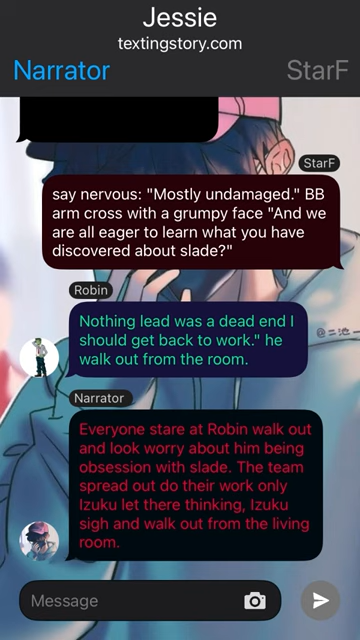 Jessie
textingstory.com
Narrator
StarF
StarF
say nervous: "Mostly undamaged." BB
arm cross with a grumpy face "And we
are all eager to learn what you have
discovered about slade?"
Robin
Nothing lead was a dead end I
should get back to work." he
walk out from the room.
Narrator
Everyone stare at Robin walk out
and look worry about him being
obsession with slade. The team
spread out do their work only
Izuku let there thinking, Izuku
sigh and walk out from the living
room.
Message